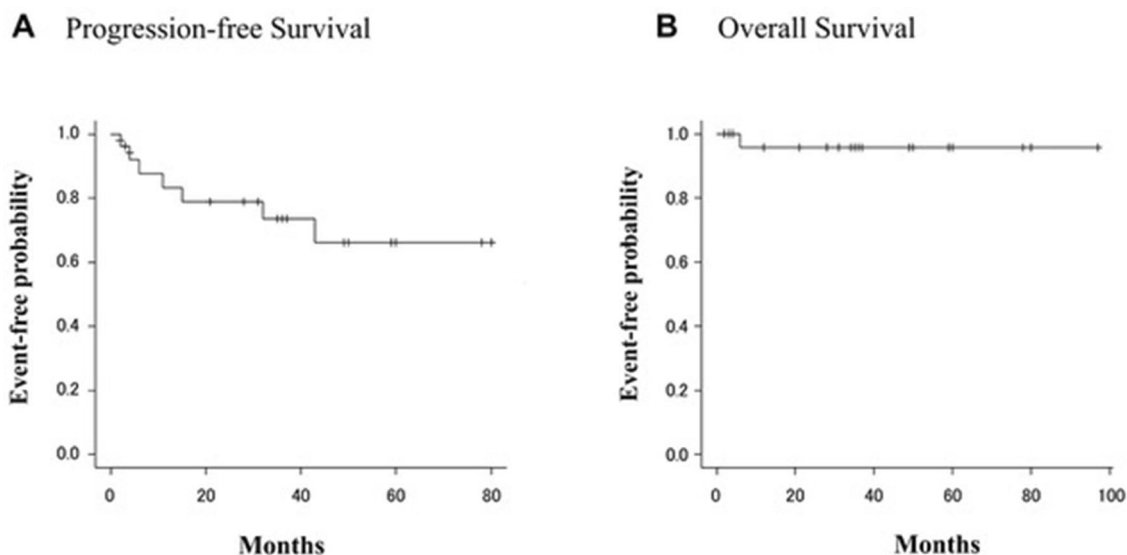 A Progression-free Survival
Event-free probability
1.0
0.8
0.6
0.4
0.2
0.0
0 20 40 60 80
Months
B Overall Survival
Event-free probability
1.0
0.8
0.6
0.4
0.2
0.0
0 20 40 60 80 100
Months